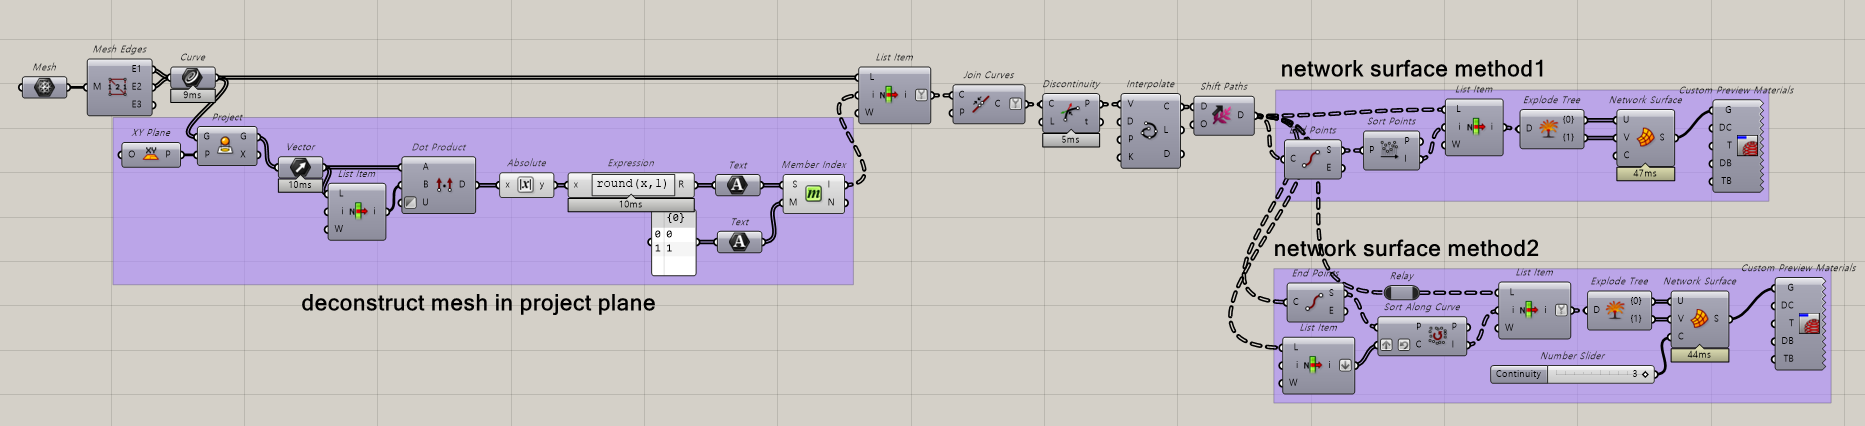 Mesh
M
Mesh Edges
E1
E2
E3
Curve
9ms
XY Plane
O XY P
Project
G G
P X
Vector
10ms
List Item
L
i N i
W
Dot Product
A
B D
U
Absolute
x |x| y
Expression
x round(x,1) R
10ms
{0}
0 0
1 1
Text
A
Text
A
Member Index
S I
M m N
deconstruct mesh in project plane
List Item
L
i N i Y
W
Join Curves
C C Y
P
Discontinuity
C P
L t
5ms
Interpolate
V C
D
P L
K D
Shift Paths
D D
O
network surface method1
End Points
C S
E
Sort Points
P P
I
List Item
L
i N i
W
Explode Tree
D {0}
{1}
Network Surface
U
V S
C
47ms
Custom Preview Materials
G
DC
T
DB
TB
network surface method2
End Points
C S
E
List Item
L
i N i
W
Relay
Sort Along Curve
P P
C I
List Item
L
i N i Y
W
Explode Tree
D {0}
{1}
Network Surface
U
V S
C
44ms
Number Slider
Continuity 3
Custom Preview Materials
G
DC
T
DB
TB